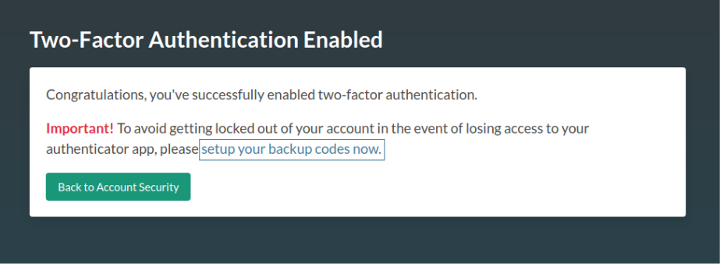 Two-Factor Authentication Enabled
Congratulations, you've successfully enabled two-factor authentication.
Important! To avoid getting locked out of your account in the event of losing access to your
authenticator app, please setup your backup codes now.
Back to Account Security